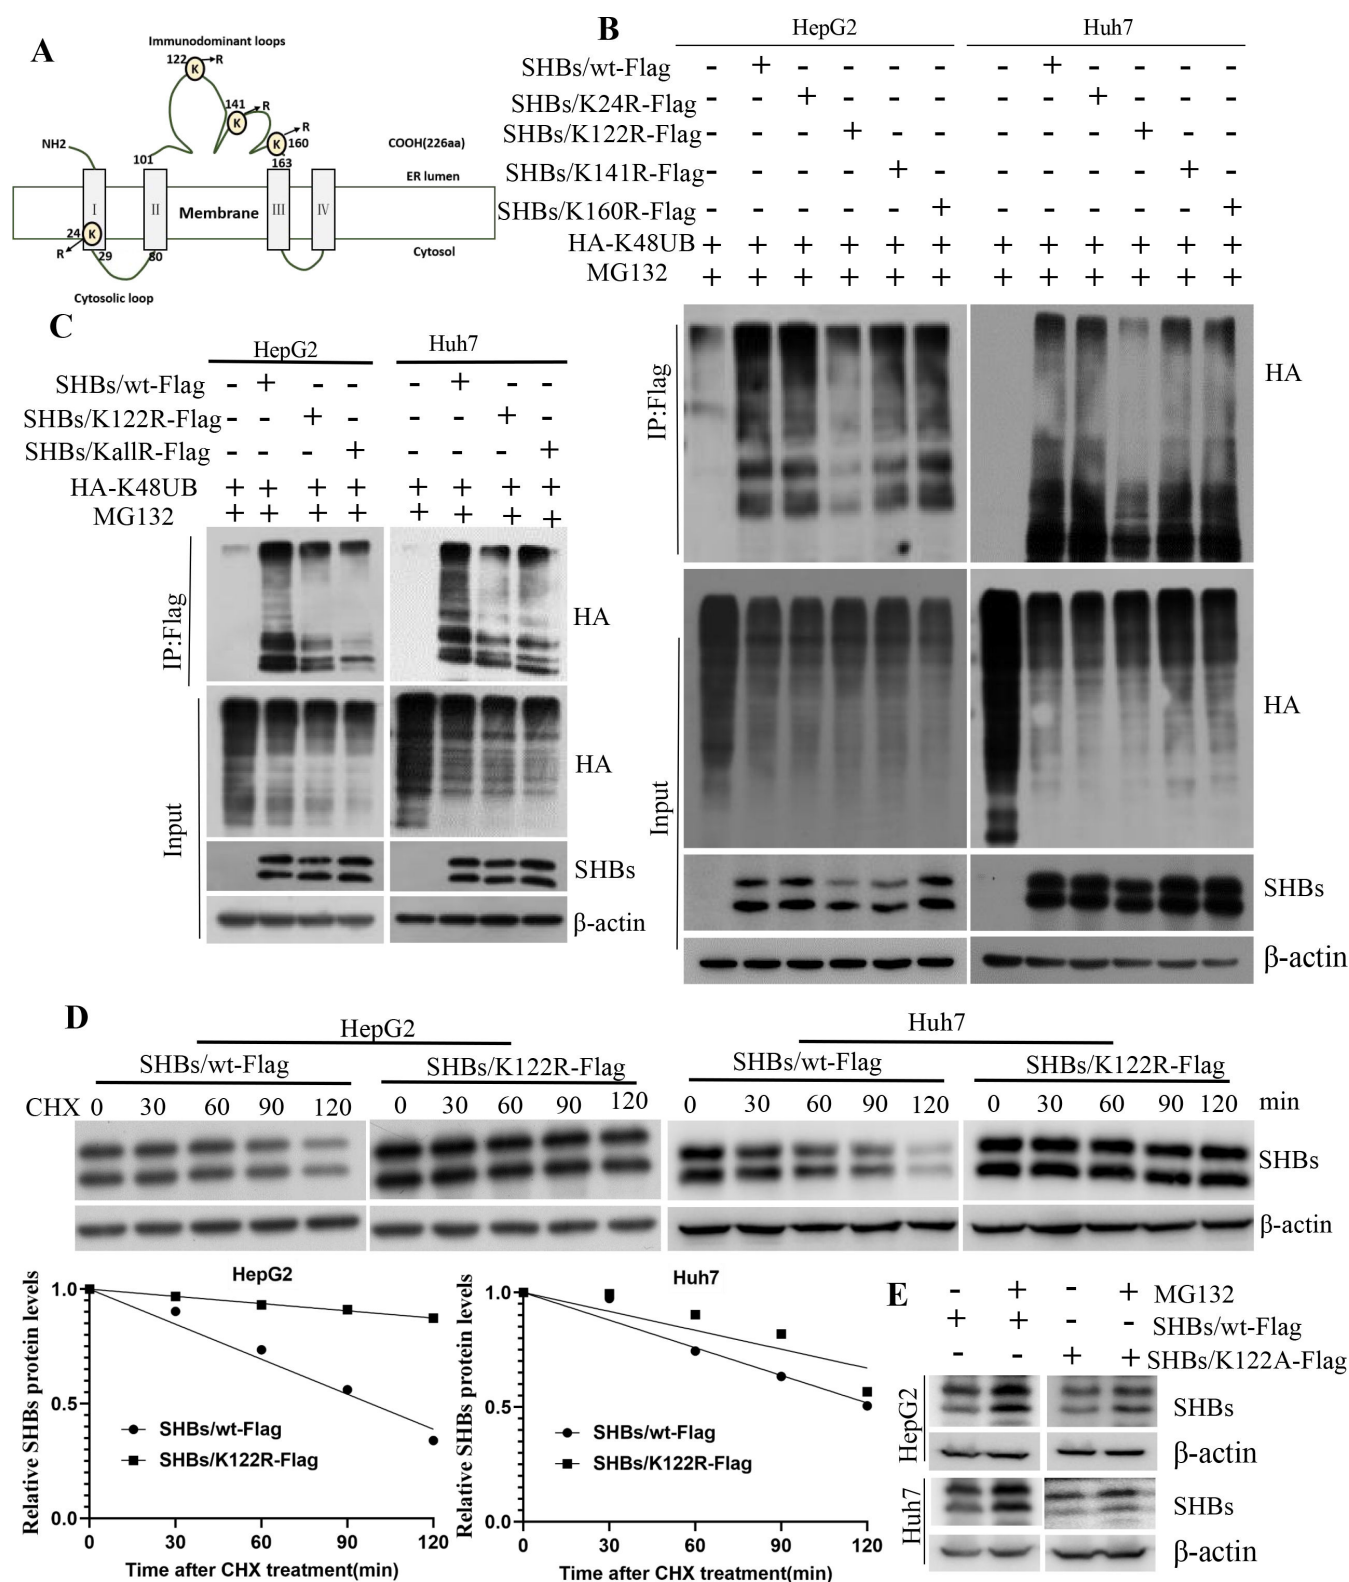 A
Immunodominant loops
122 K R
141 K R
K R 160
NH2
101
163
COOH(226aa)
ER lumen
I II Membrane III IV
24 K
R
29 80
Cytosol
Cytosolic loop
B
HepG2 Huh7
SHBs/wt-Flag - + - - - - - + - - - -
SHBs/K24R-Flag - - + - - - - - + - - -
SHBs/K122R-Flag - - - + - - - - - + - -
SHBs/K141R-Flag - - - - + - - - - - + -
SHBs/K160R-Flag - - - - - + - - - - - +
HA-K48UB + + + + + + + + + + + +
MG132 + + + + + + + + + + + +
IP:Flag
HA
Input
HA
SHBs
β-actin
C
HepG2 Huh7
SHBs/wt-Flag - + - - - + - -
SHBs/K122R-Flag - - + - - - + -
SHBs/KallR-Flag - - - + - - - +
HA-K48UB + + + + + + + +
MG132 + + + + + + + +
IP:Flag
HA
Input
HA
SHBs
β-actin
D
HepG2 Huh7
SHBs/wt-Flag SHBs/K122R-Flag SHBs/wt-Flag SHBs/K122R-Flag
CHX 0 30 60 90 120 0 30 60 90 120 0 30 60 90 120 0 30 60 90 120 min
SHBs
β-actin
HepG2
Relative SHBs protein levels
1.0
0.5
0.0
SHBs/wt-Flag
SHBs/K122R-Flag
0 30 60 90 120
Time after CHX treatment(min)
Huh7
Relative SHBs protein levels
1.0
0.5
0.0
SHBs/wt-Flag
SHBs/K122R-Flag
0 30 60 90 120
Time after CHX treatment(min)
E
- + - + MG132
+ + - - SHBs/wt-Flag
- - + + SHBs/K122A-Flag
HepG2
SHBs
β-actin
Huh7
SHBs
β-actin